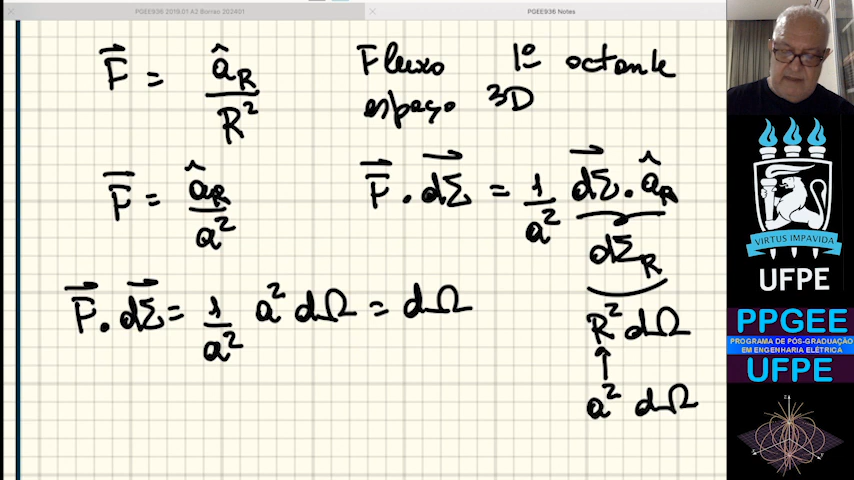 PGEE936 2019.01 A2 Borrao 202401
PGEE936 Notes
F⃗ = â_R / R²
Fluxo 1º octante
espaço 3D
F⃗ = â_R / a²
F⃗ . dΣ⃗ = 1/a² dΣ⃗ . â_R
dΣ_R
F⃗ . dΣ⃗ = 1/a² a² dΩ = dΩ
R² dΩ
↑
a² dΩ
VIRTUS IMPAVIDA
UFPE
PPGEE
PROGRAMA DE PÓS-GRADUAÇÃO
EM ENGENHARIA ELÉTRICA
UFPE